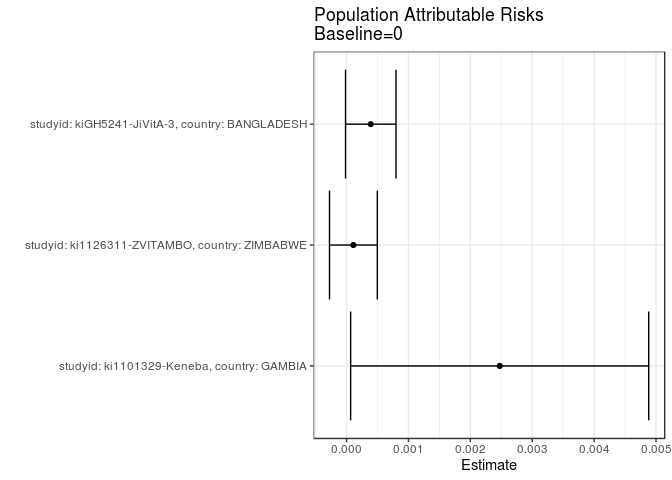 Population Attributable Risks
Baseline=0
studyid: kiGH5241-JiVitA-3, country: BANGLADESH
studyid: ki1126311-ZVITAMBO, country: ZIMBABWE
studyid: ki1101329-Keneba, country: GAMBIA
0.000 0.001 0.002 0.003 0.004 0.005
Estimate